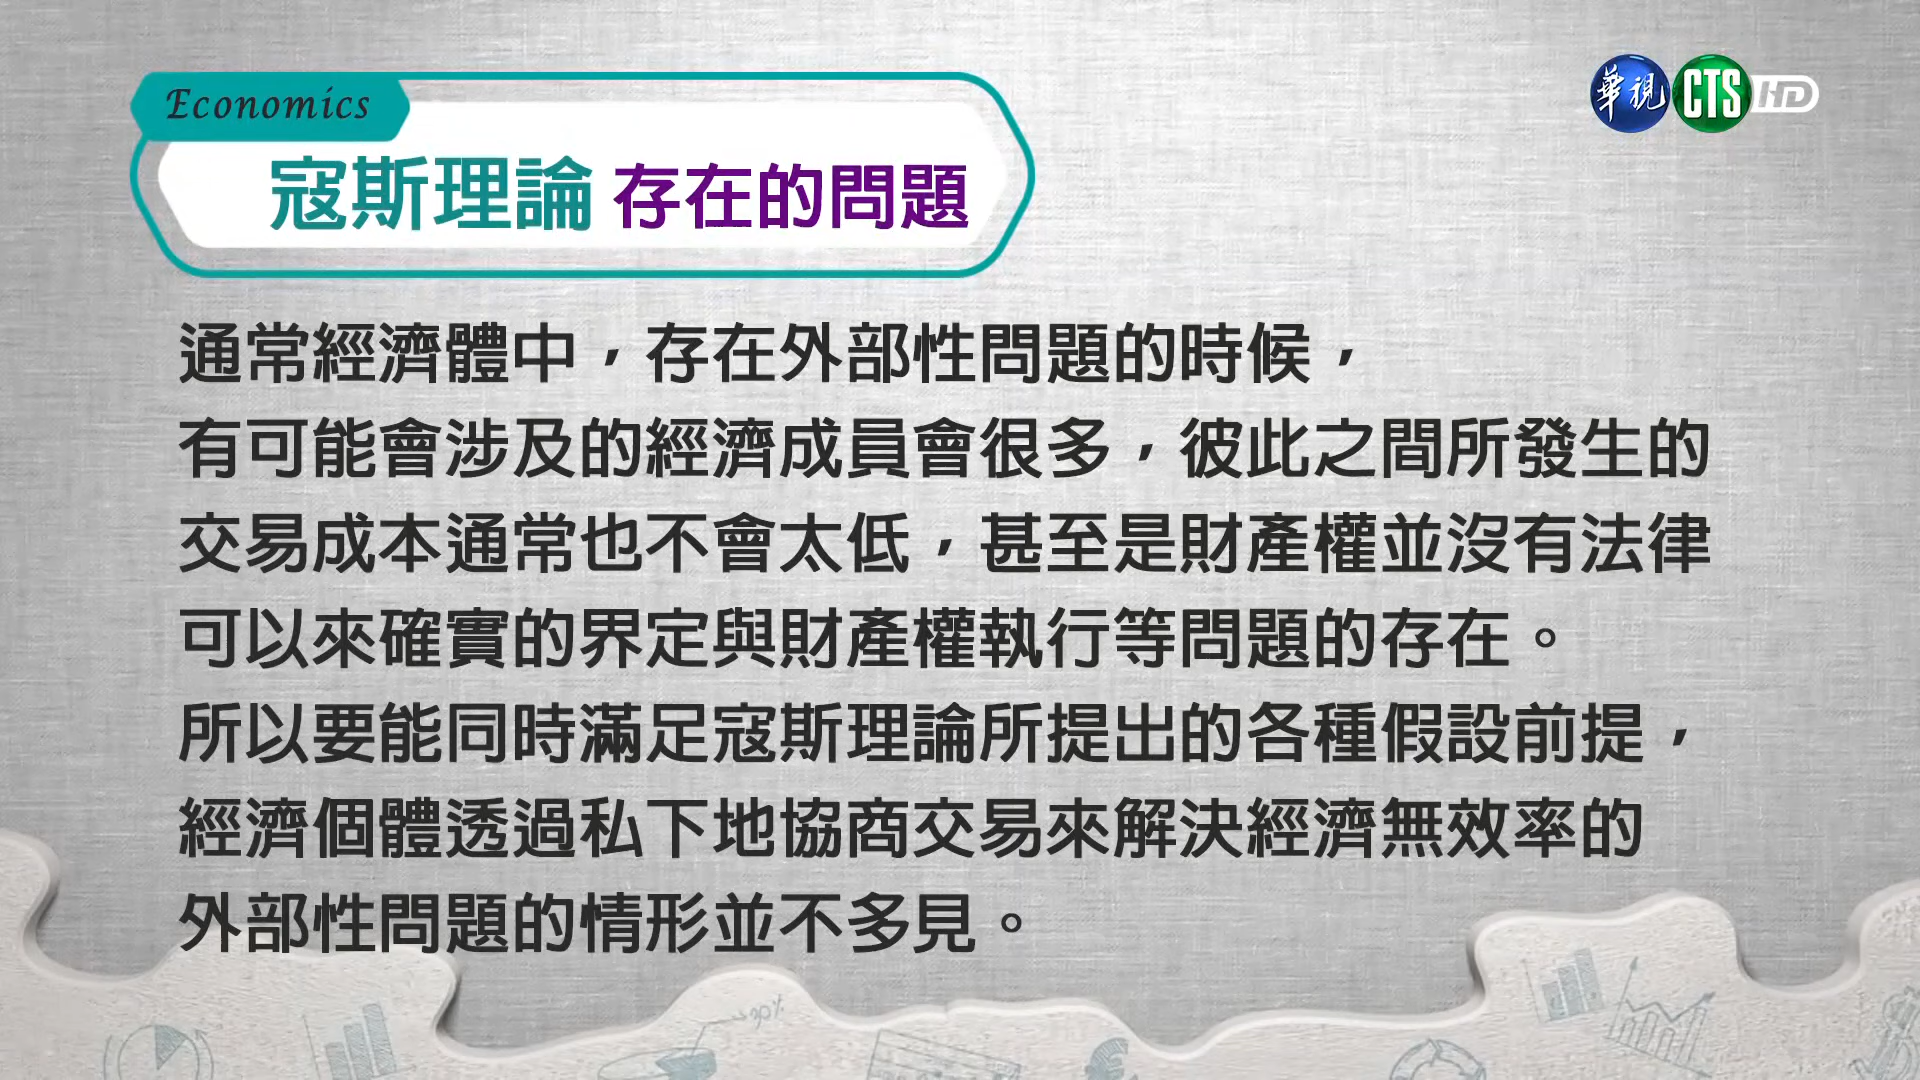 Economics
寇斯理論 存在的問題
華視 CTS HD
通常經濟體中，存在外部性問題的時候，
有可能會涉及的經濟成員會很多，彼此之間所發生的
交易成本通常也不會太低，甚至是財產權並沒有法律
可以來確實的界定與財產權執行等問題的存在。
所以要能同時滿足寇斯理論所提出的各種假設前提，
經濟個體透過私下地協商交易來解決經濟無效率的
外部性問題的情形並不多見。
30%